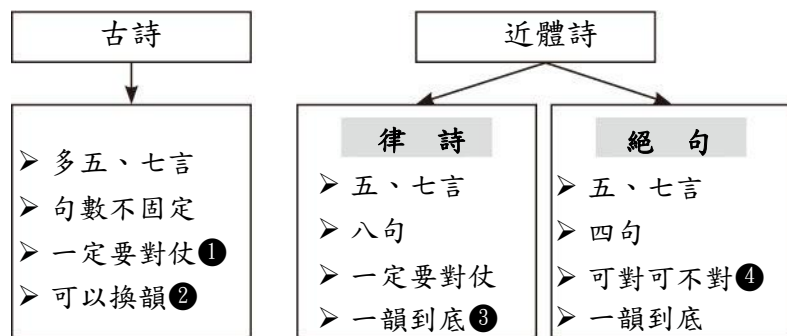 古詩
近體詩
➢ 多五、七言
➢ 句數不固定
➢ 一定要對仗❶
➢ 可以換韻❷
律 詩
➢ 五、七言
➢ 八句
➢ 一定要對仗
➢ 一韻到底❸
絕 句
➢ 五、七言
➢ 四句
➢ 可對可不對❹
➢ 一韻到底